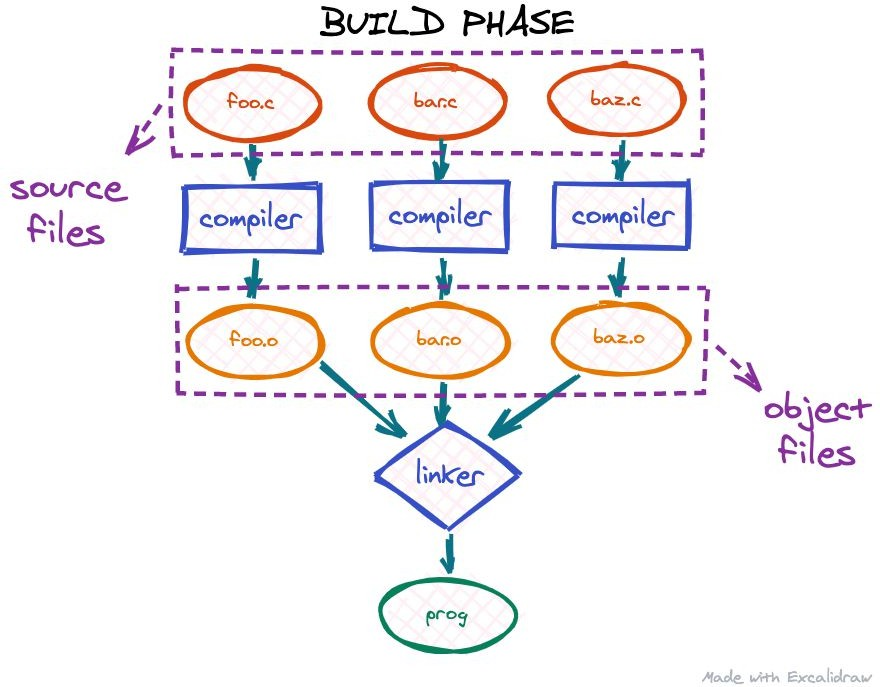 BUILD PHASE
foo.c
bar.c
baz.c
source
files
compiler
compiler
compiler
foo.o
bar.o
baz.o
object
files
linker
prog
Made with Excalidraw